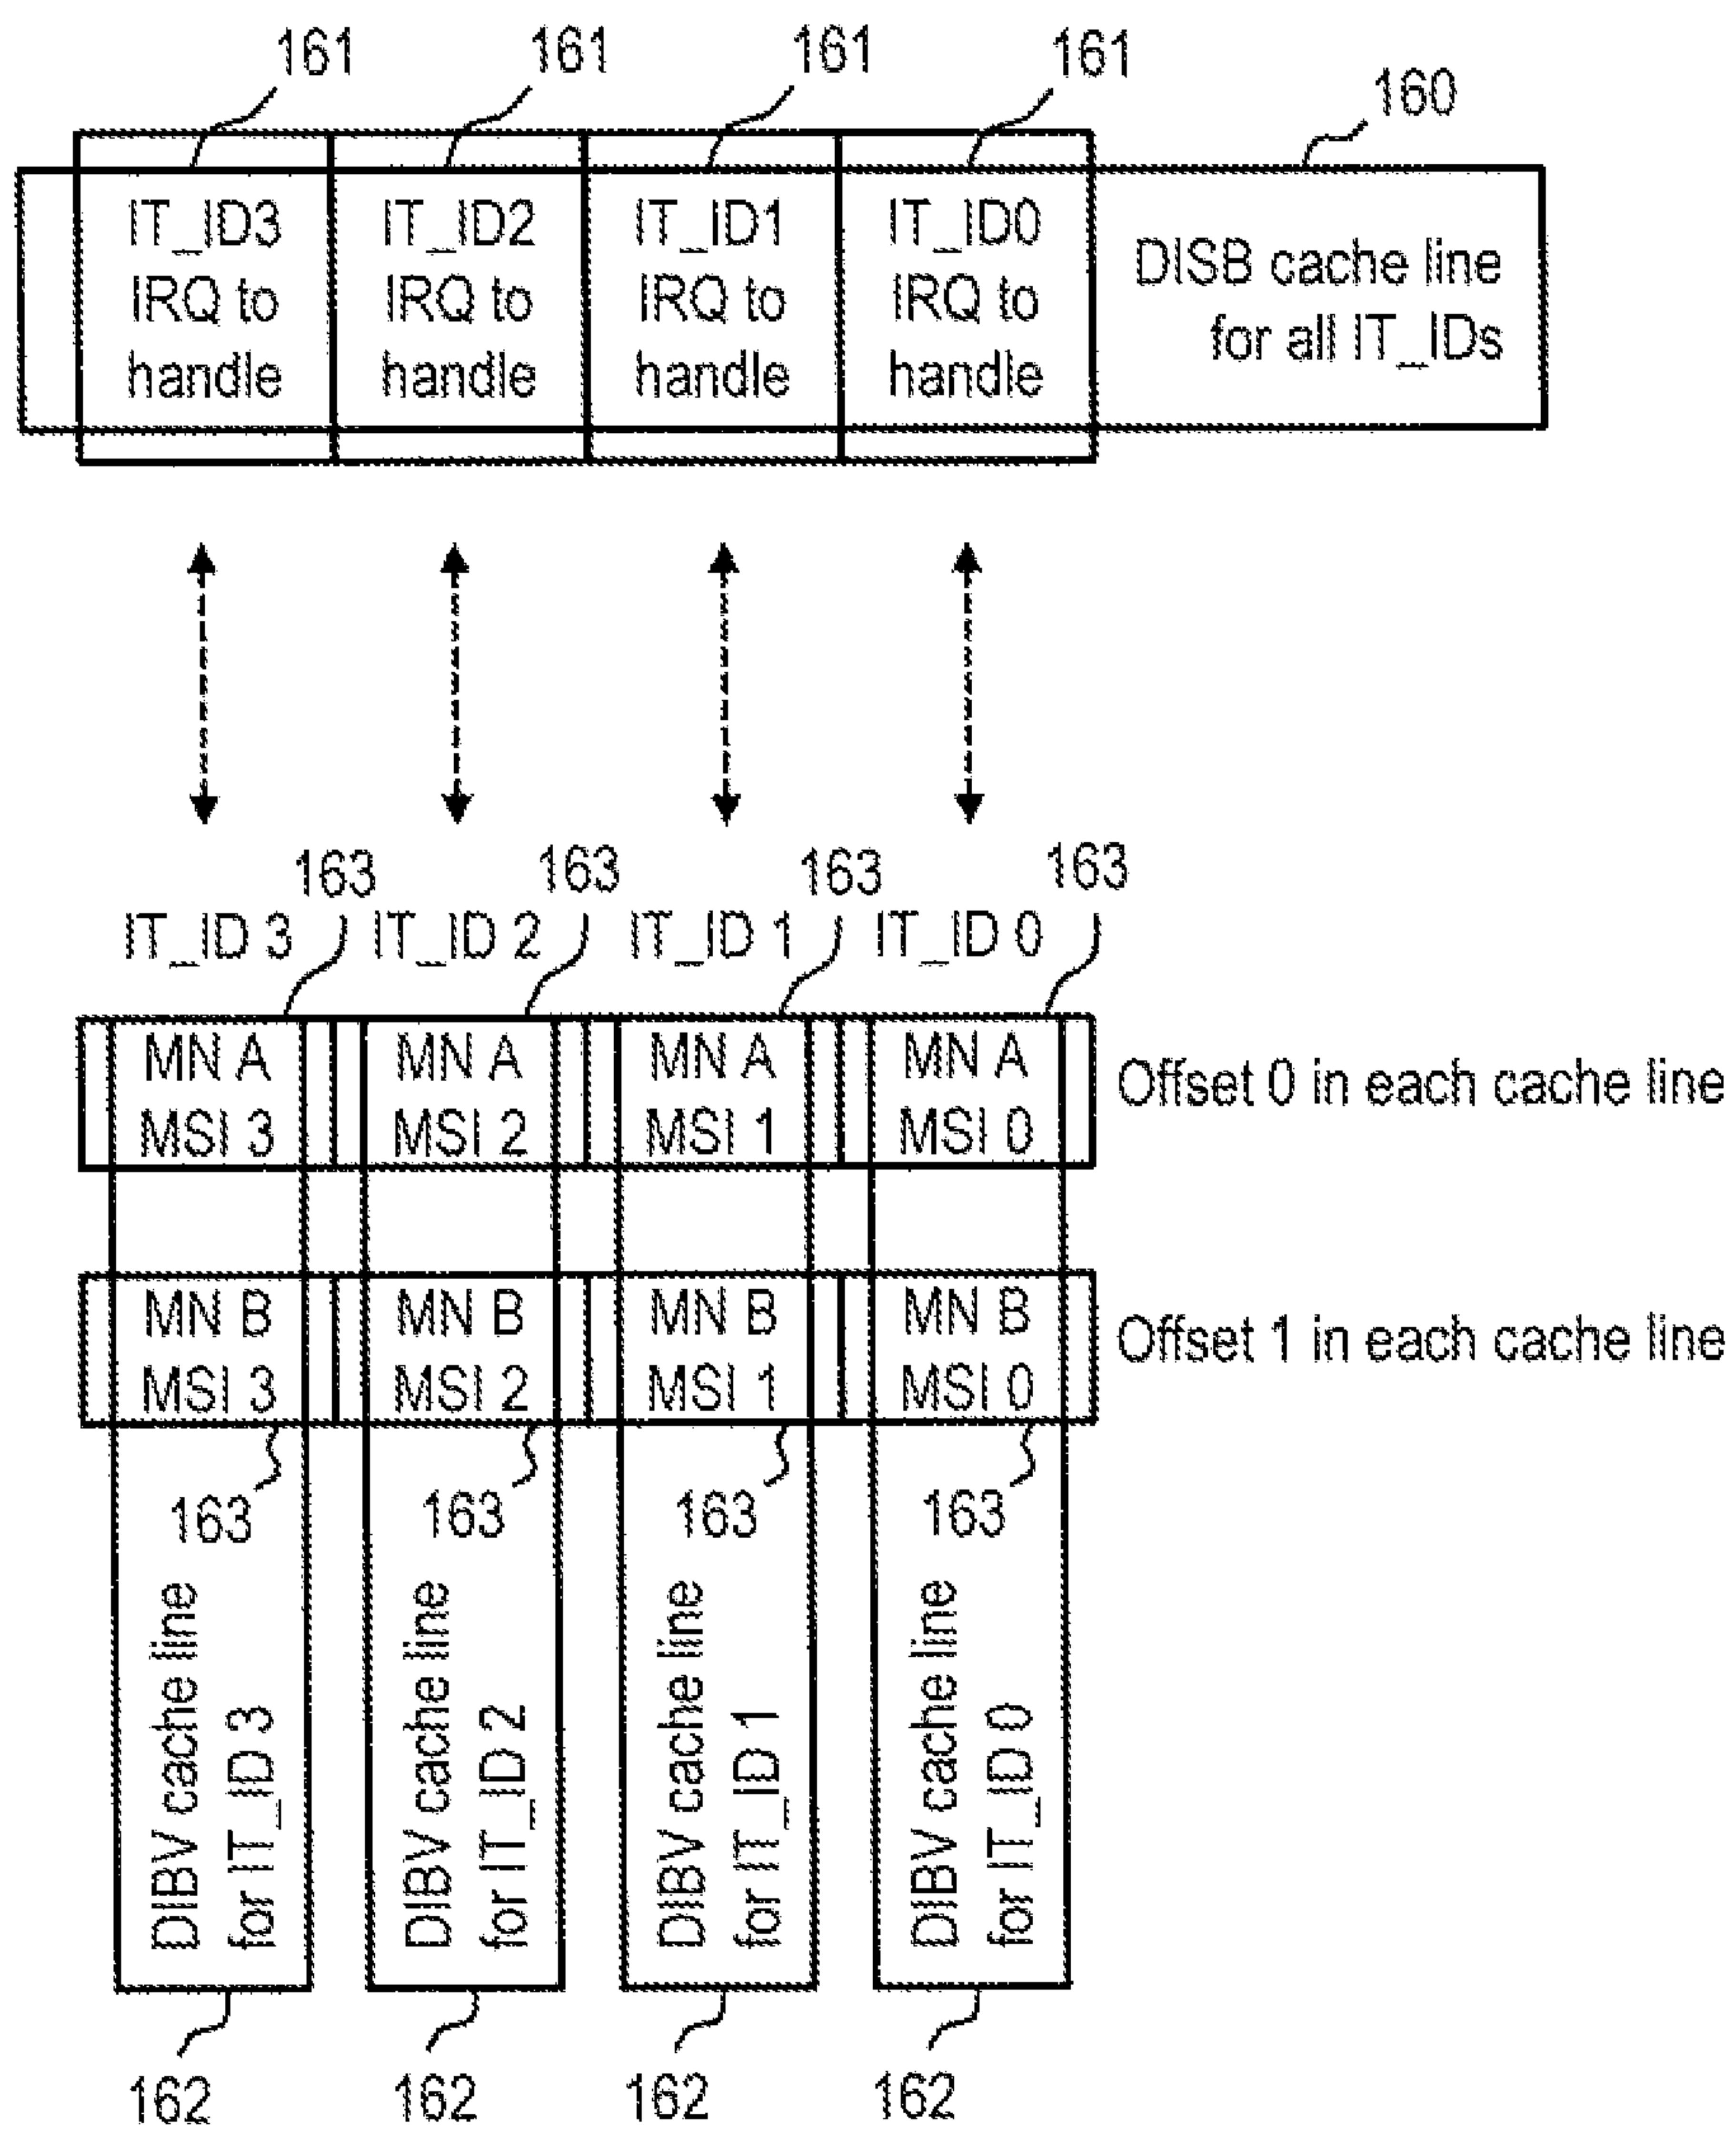 161 161 161 161 160
IT_ID3 IT_ID2 IT_ID1 IT_ID0
IRQ to IRQ to IRQ to IRQ to
handle handle handle handle
DISB cache line
for all IT_IDs
163 163 163 163
IT_ID 3 IT_ID 2 IT_ID 1 IT_ID 0
MN A MN A MN A MN A
MSI 3 MSI 2 MSI 1 MSI 0
Offset 0 in each cache line
MN B MN B MN B MN B
MSI 3 MSI 2 MSI 1 MSI 0
Offset 1 in each cache line
163 163 163 163
DIBV cache line
for IT_ID 3
DIBV cache line
for IT_ID 2
DIBV cache line
for IT_ID 1
DIBV cache line
for IT_ID 0
162 162 162 162